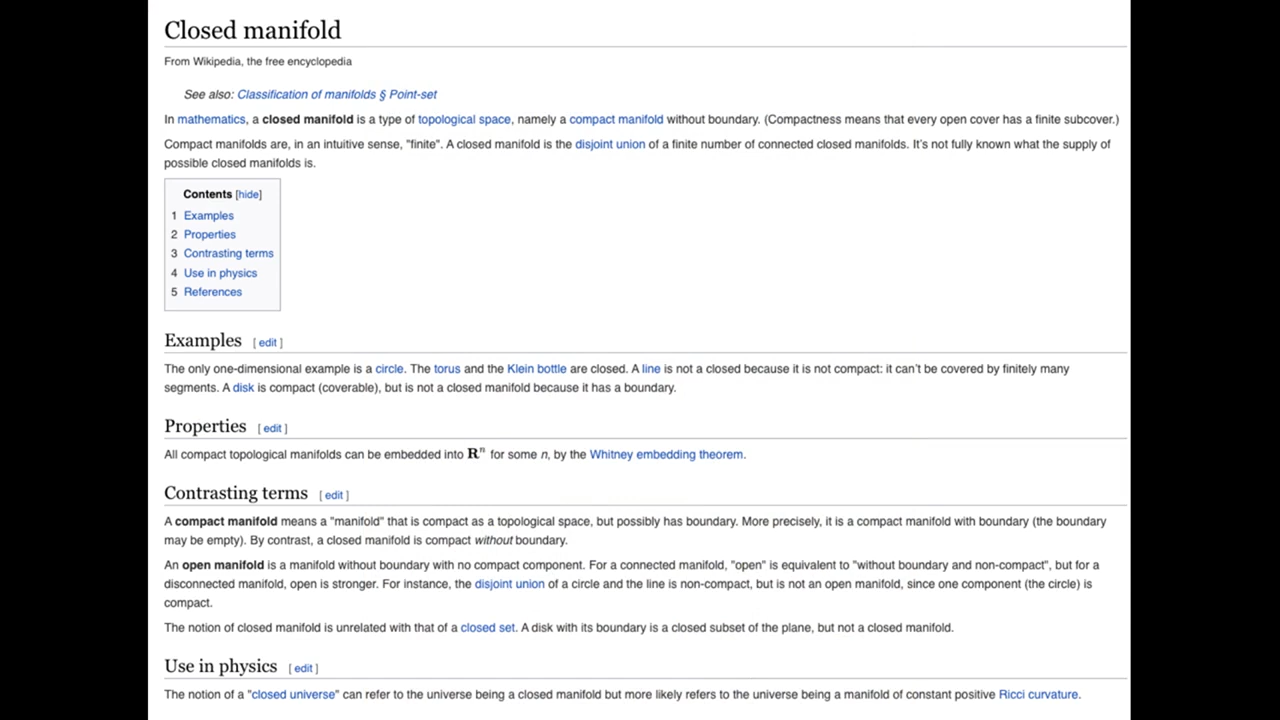 Closed manifold
From Wikipedia, the free encyclopedia
See also: Classification of manifolds § Point-set
In mathematics, a closed manifold is a type of topological space, namely a compact manifold without boundary. (Compactness means that every open cover has a finite subcover.)
Compact manifolds are, in an intuitive sense, "finite". A closed manifold is the disjoint union of a finite number of connected closed manifolds. It's not fully known what the supply of
possible closed manifolds is.
Contents [hide]
1 Examples
2 Properties
3 Contrasting terms
4 Use in physics
5 References
Examples [ edit ]
The only one-dimensional example is a circle. The torus and the Klein bottle are closed. A line is not a closed because it is not compact: it can't be covered by finitely many
segments. A disk is compact (coverable), but is not a closed manifold because it has a boundary.
Properties [ edit ]
All compact topological manifolds can be embedded into Rⁿ for some n, by the Whitney embedding theorem.
Contrasting terms [ edit ]
A compact manifold means a "manifold" that is compact as a topological space, but possibly has boundary. More precisely, it is a compact manifold with boundary (the boundary
may be empty). By contrast, a closed manifold is compact without boundary.
An open manifold is a manifold without boundary with no compact component. For a connected manifold, "open" is equivalent to "without boundary and non-compact", but for a
disconnected manifold, open is stronger. For instance, the disjoint union of a circle and the line is non-compact, but is not an open manifold, since one component (the circle) is
compact.
The notion of closed manifold is unrelated with that of a closed set. A disk with its boundary is a closed subset of the plane, but not a closed manifold.
Use in physics [ edit ]
The notion of a "closed universe" can refer to the universe being a closed manifold but more likely refers to the universe being a manifold of constant positive Ricci curvature.